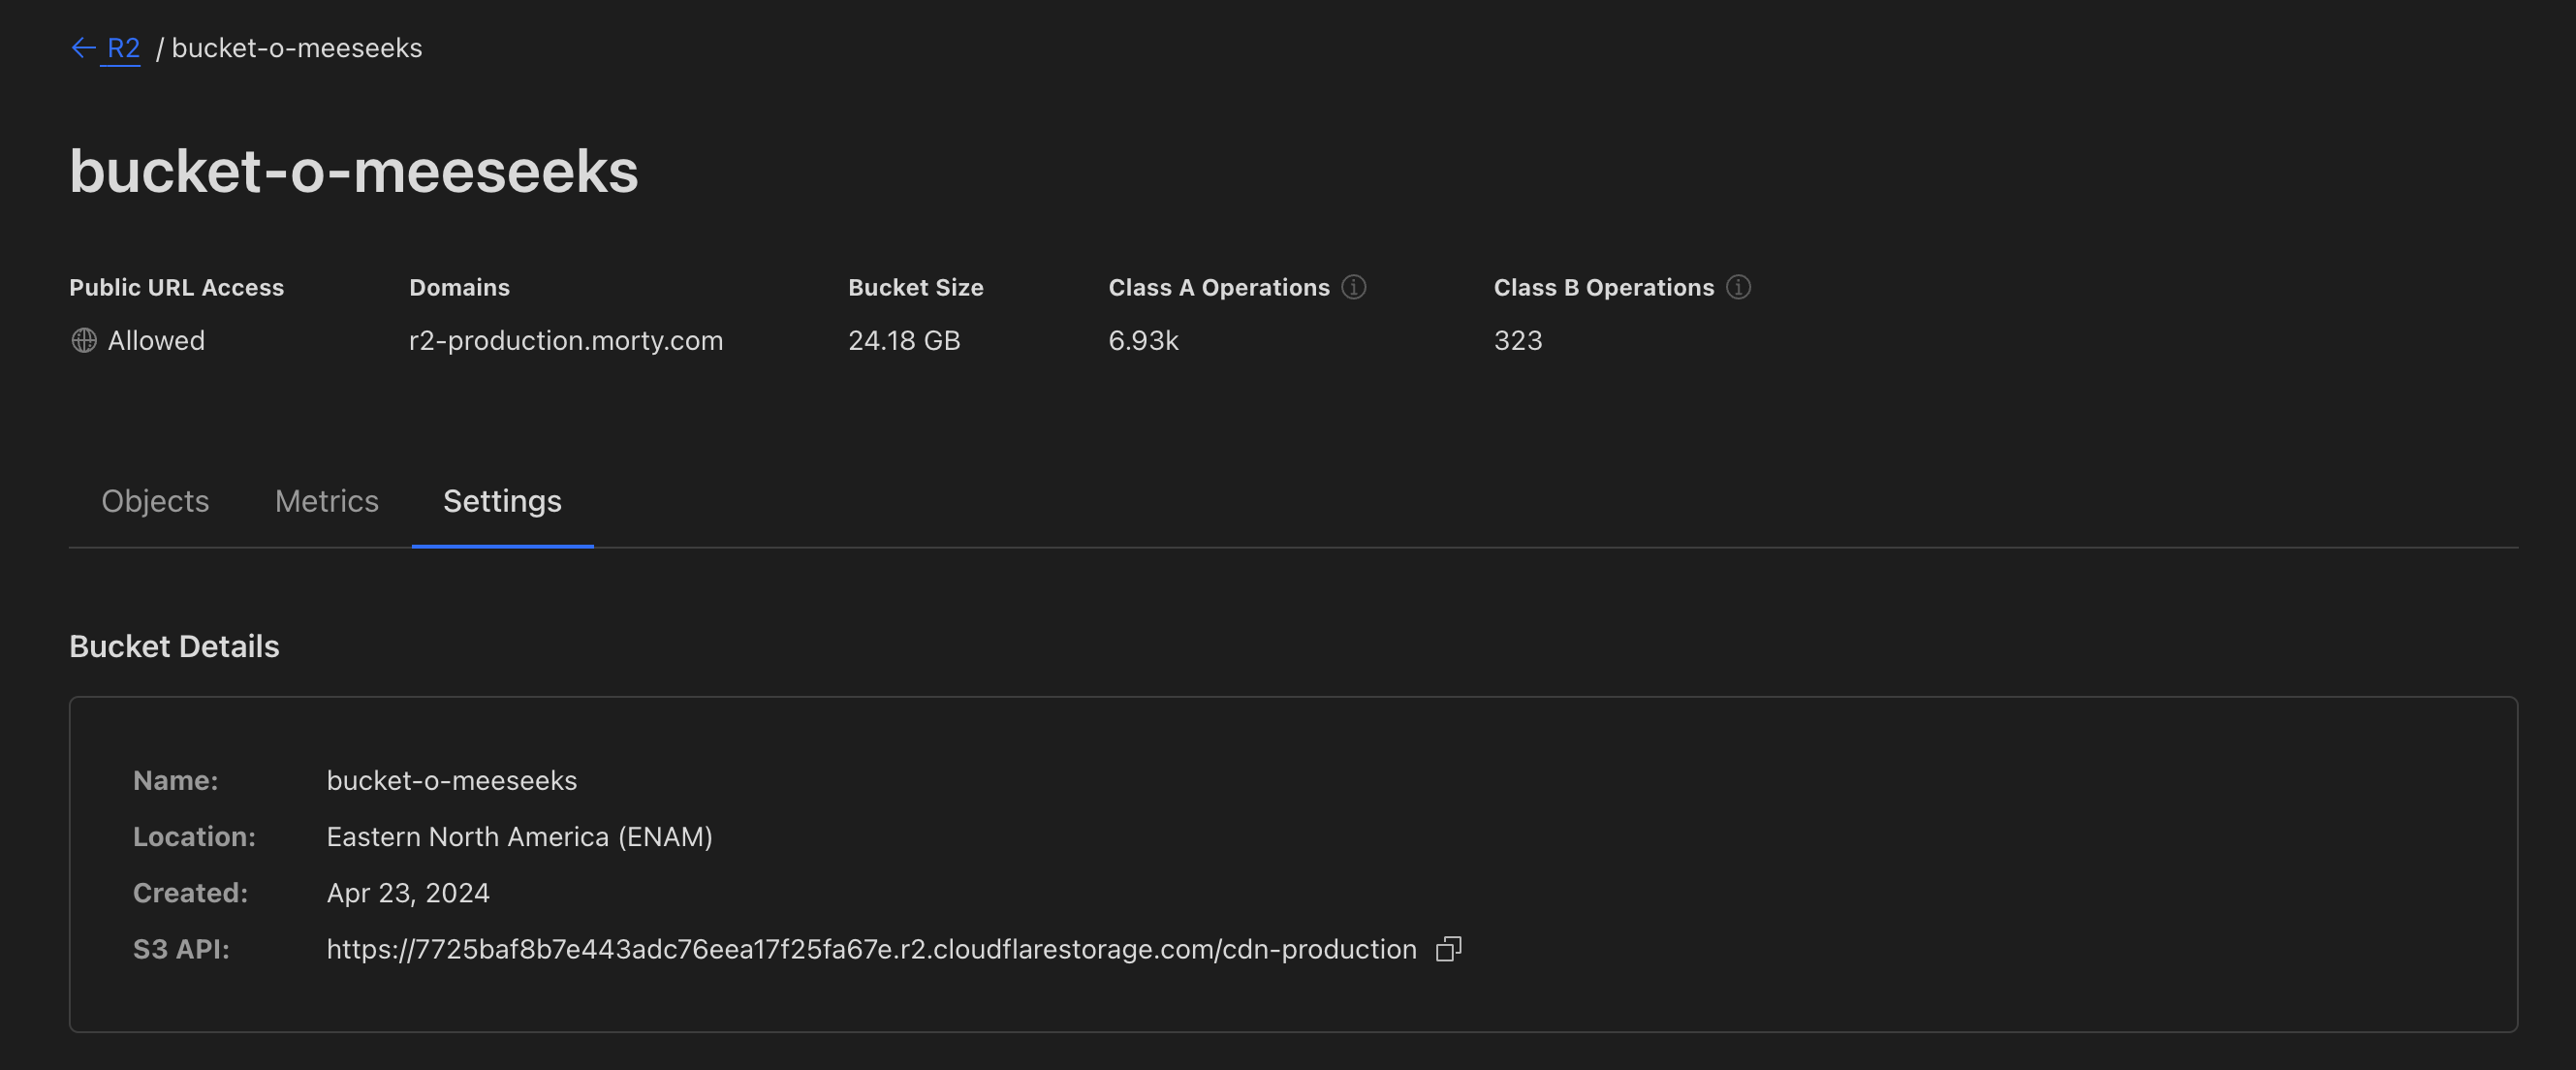 ← R2 / bucket-o-meeseeks
bucket-o-meeseeks
Public URL Access Domains Bucket Size Class A Operations Class B Operations
Allowed r2-production.morty.com 24.18 GB 6.93k 323
Objects Metrics Settings
Bucket Details
Name: bucket-o-meeseeks
Location: Eastern North America (ENAM)
Created: Apr 23, 2024
S3 API: https://7725baf8b7e443adc76eea17f25fa67e.r2.cloudflarestorage.com/cdn-production